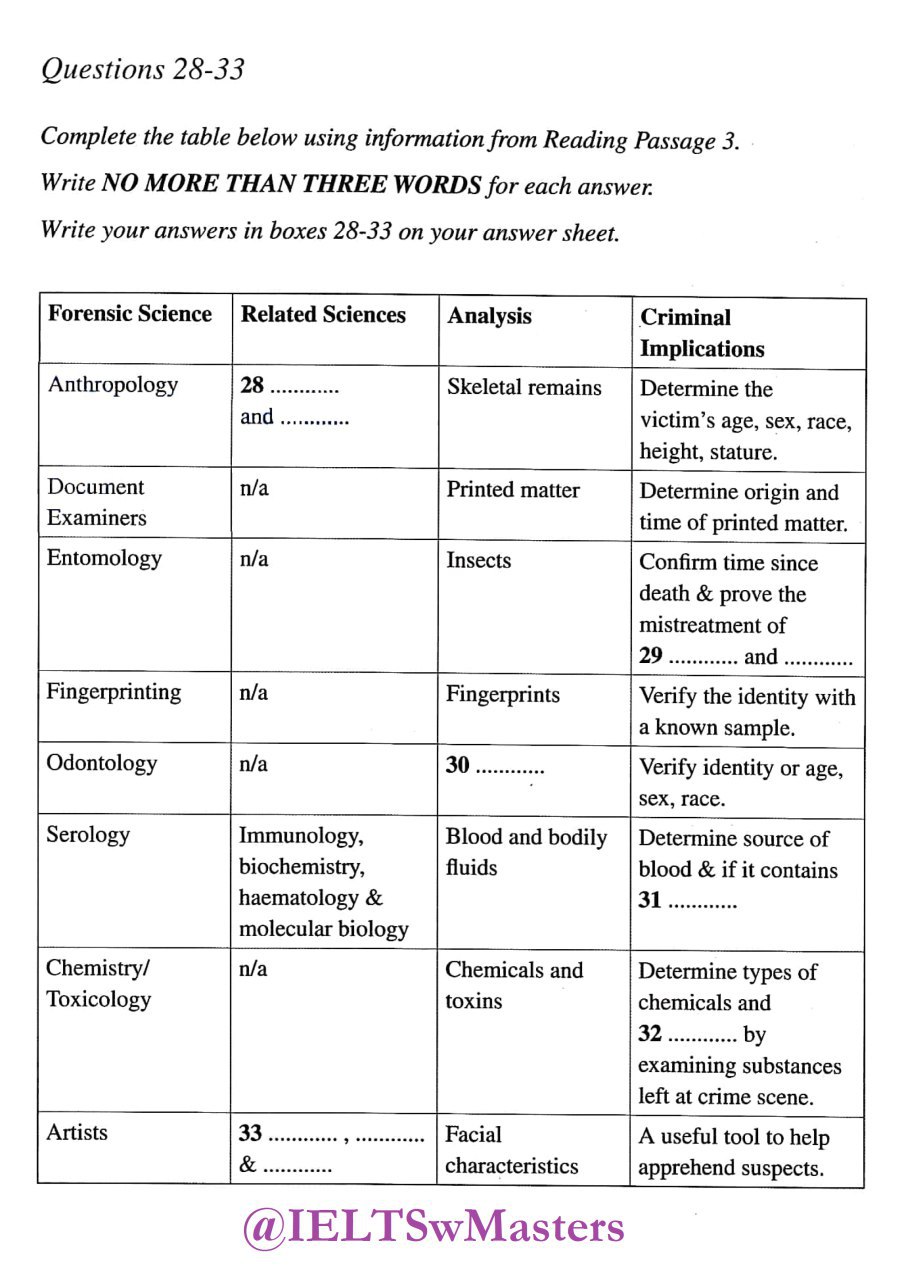 Questions 28-33
Complete the table below using information from Reading Passage 3.
Write NO MORE THAN THREE WORDS for each answer.
Write your answers in boxes 28-33 on your answer sheet.
Forensic Science
Related Sciences
Analysis
Criminal
Implications
Anthropology
28 ............
and ............
Skeletal remains
Determine the
victim's age, sex, race,
height, stature.
Document
Examiners
n/a
Printed matter
Determine origin and
time of printed matter.
Entomology
n/a
Insects
Confirm time since
death & prove the
mistreatment of
29 ............ and ............
Fingerprinting
n/a
Fingerprints
Verify the identity with
a known sample.
Odontology
n/a
30 ............
Verify identity or age,
sex, race.
Serology
Immunology,
biochemistry,
haematology &
molecular biology
Blood and bodily
fluids
Determine source of
blood & if it contains
31 ............
Chemistry/
Toxicology
n/a
Chemicals and
toxins
Determine types of
chemicals and
32 ............ by
examining substances
left at crime scene.
Artists
33 ............ , ............
& ............
Facial
characteristics
A useful tool to help
apprehend suspects.
@IELTSwMasters